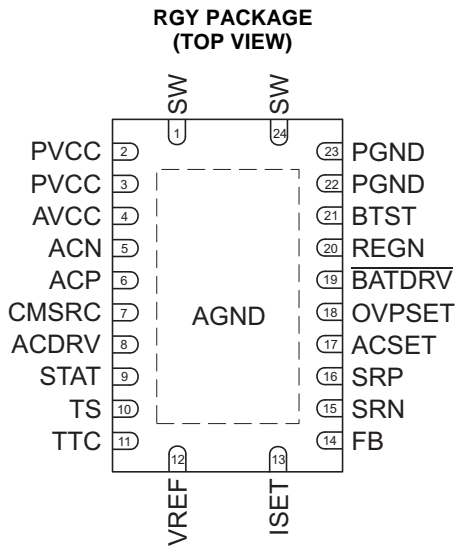 RGY PACKAGE
(TOP VIEW)
SW SW
1 24
PVCC 2 23 PGND
PVCC 3 22 PGND
AVCC 4 21 BTST
ACN 5 20 REGN
ACP 6 19 BATDRV
CMSRC 7 18 OVPSET
ACDRV 8 17 ACSET
STAT 9 16 SRP
TS 10 15 SRN
TTC 11 14 FB
AGND
12 13
VREF ISET